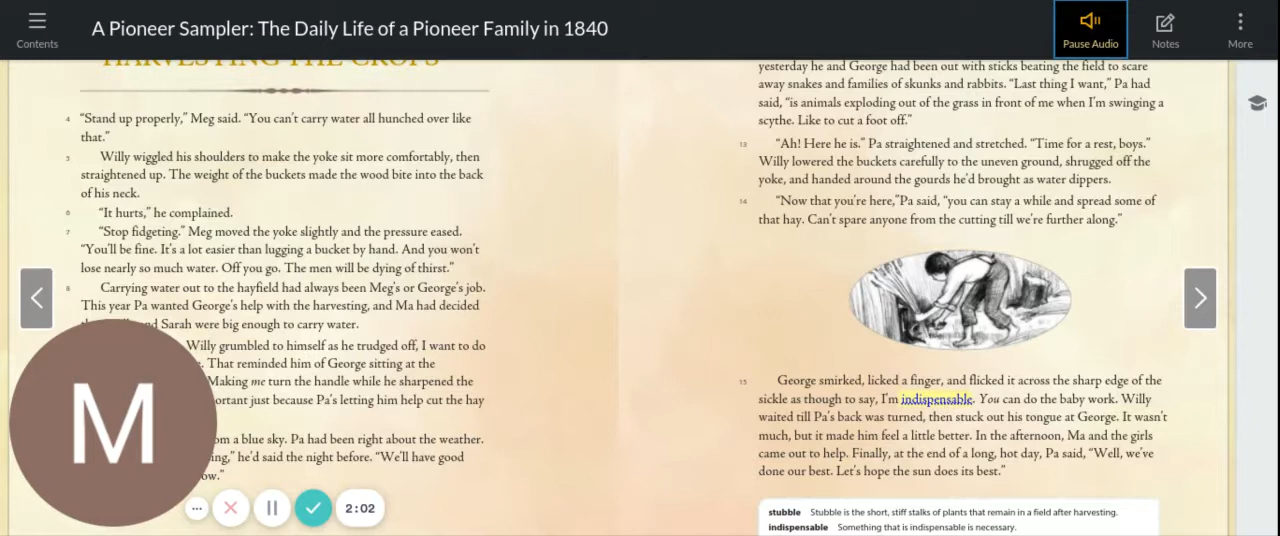 Contents
A Pioneer Sampler: The Daily Life of a Pioneer Family in 1840
Pause Audio
Notes
More
HARVESTING THE CROPS
4 “Stand up properly,” Meg said. “You can’t carry water all hunched over like
that.”
5 Willy wiggled his shoulders to make the yoke sit more comfortably, then
straightened up. The weight of the buckets made the wood bite into the back
of his neck.
6 “It hurts,” he complained.
7 “Stop fidgeting.” Meg moved the yoke slightly and the pressure eased.
“You’ll be fine. It’s a lot easier than lugging a bucket by hand. And you won’t
lose nearly so much water. Off you go. The men will be dying of thirst.”
8 Carrying water out to the hayfield had always been Meg’s or George’s job.
This year Pa wanted George’s help with the harvesting, and Ma had decided
nd Sarah were big enough to carry water.
Willy grumbled to himself as he trudged off, I want to do
. That reminded him of George sitting at the
Making me turn the handle while he sharpened the
ortant just because Pa’s letting him help cut the hay
om a blue sky. Pa had been right about the weather.
ing,” he’d said the night before. “We’ll have good
ow.”
M
2:02
yesterday he and George had been out with sticks beating the field to scare
away snakes and families of skunks and rabbits. “Last thing I want,” Pa had
said, “is animals exploding out of the grass in front of me when I’m swinging a
scythe. Like to cut a foot off.”
13 “Ah! Here he is.” Pa straightened and stretched. “Time for a rest, boys.”
Willy lowered the buckets carefully to the uneven ground, shrugged off the
yoke, and handed around the gourds he’d brought as water dippers.
14 “Now that you’re here,”Pa said, “you can stay a while and spread some of
that hay. Can’t spare anyone from the cutting till we’re further along.”
15 George smirked, licked a finger, and flicked it across the sharp edge of the
sickle as though to say, I’m indispensable. You can do the baby work. Willy
waited till Pa’s back was turned, then stuck out his tongue at George. It wasn’t
much, but it made him feel a little better. In the afternoon, Ma and the girls
came out to help. Finally, at the end of a long, hot day, Pa said, “Well, we’ve
done our best. Let’s hope the sun does its best.”
stubble Stubble is the short, stiff stalks of plants that remain in a field after harvesting.
indispensable Something that is indispensable is necessary.